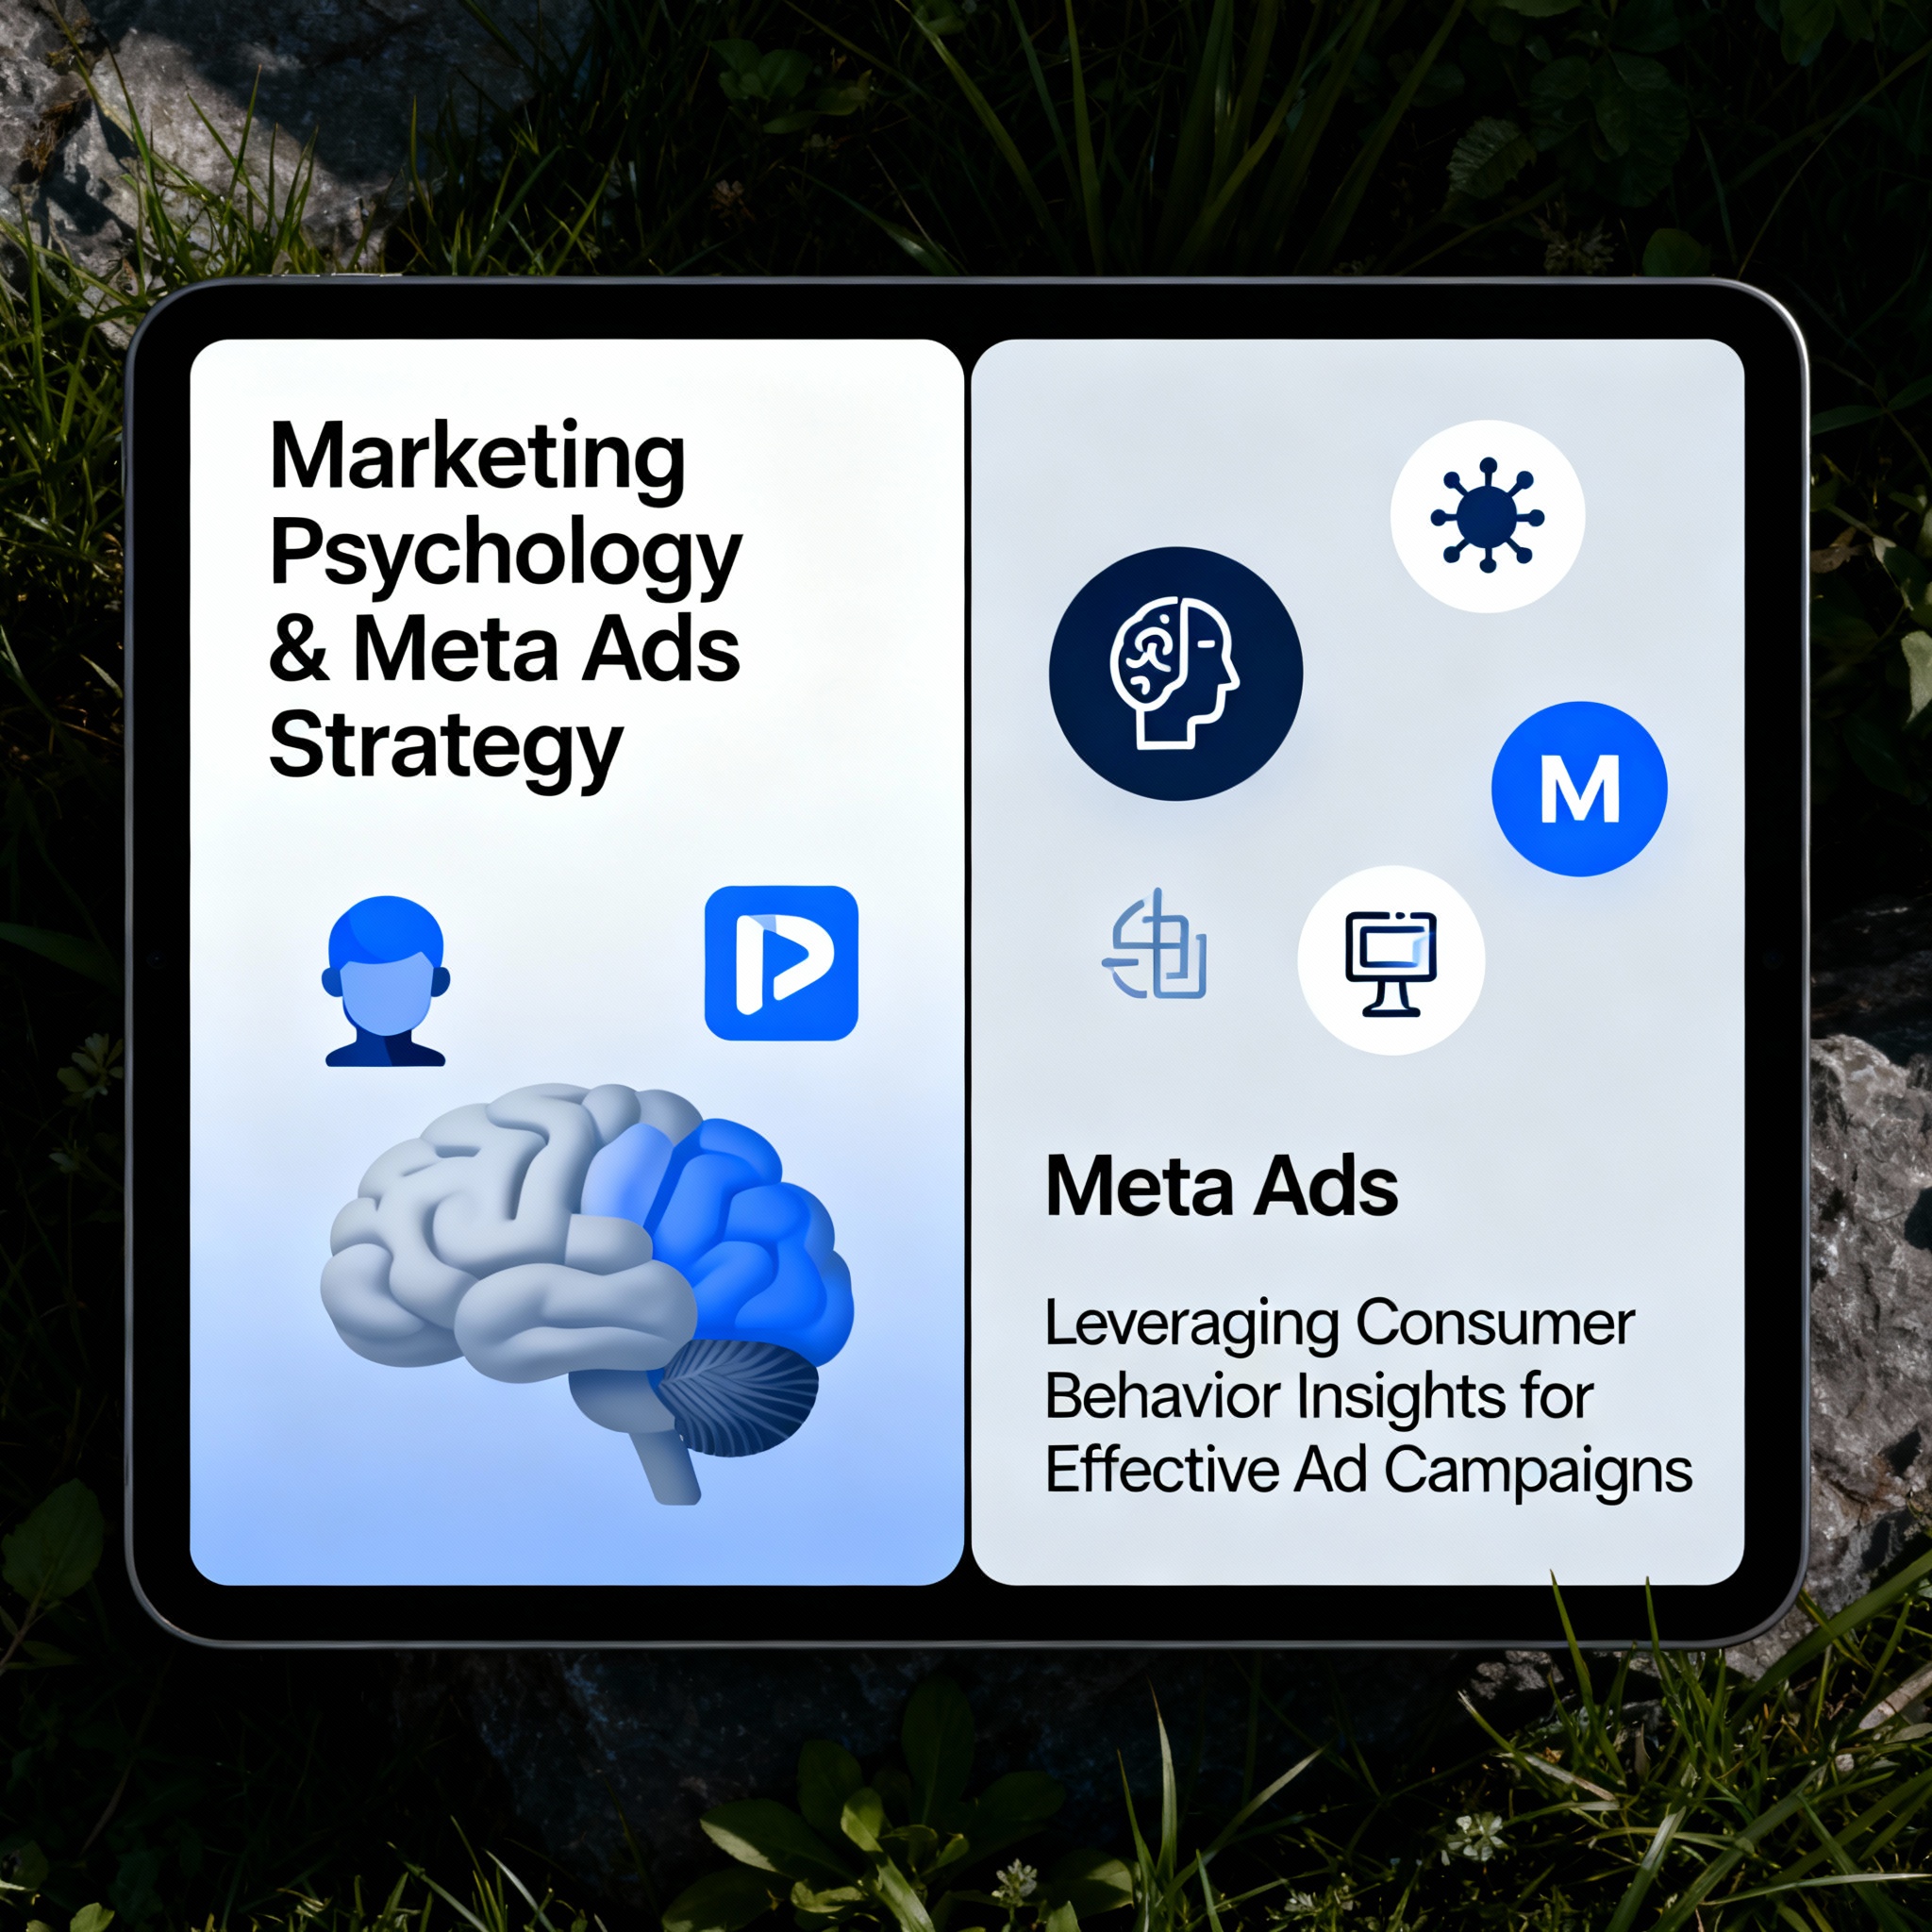 Marketing
Psychology
& Meta Ads
Strategy
M
Meta Ads
Leveraging Consumer
Behavior Insights for
Effective Ad Campaigns